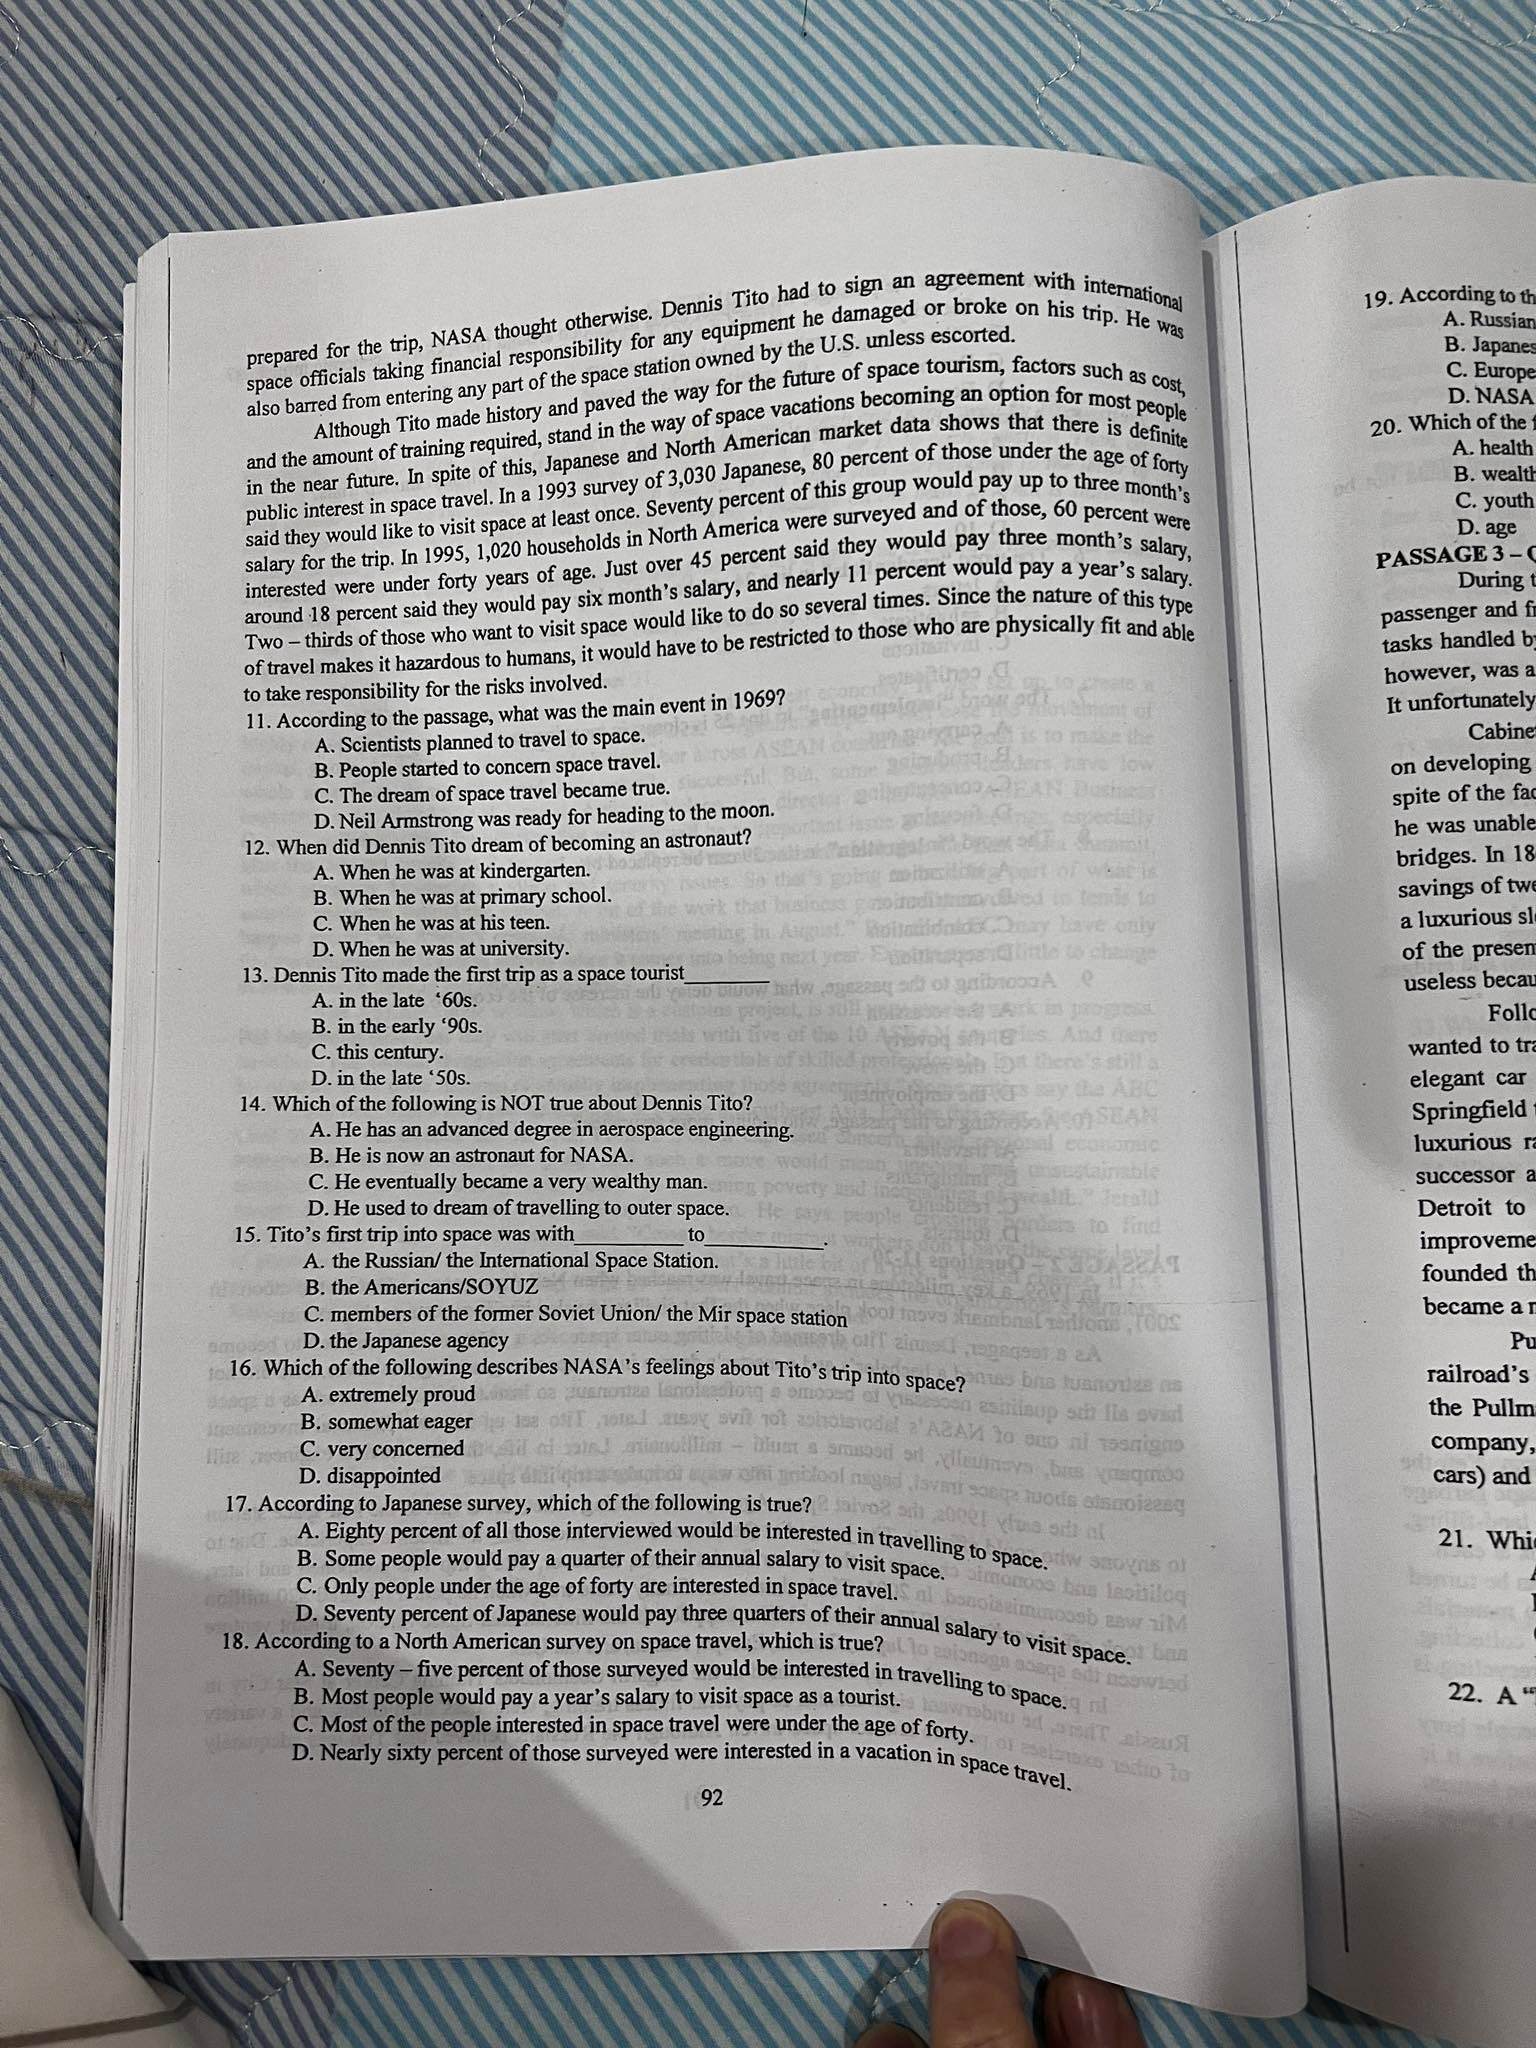 prepared for the trip, NASA thought otherwise. Dennis Tito had to sign an agreement with international
space officials taking financial responsibility for any equipment he damaged or broke on his trip. He was
also barred from entering any part of the space station owned by the U.S. unless escorted.
Although Tito made history and paved the way for the future of space tourism, factors such as cost,
and the amount of training required, stand in the way of space vacations becoming an option for most people
in the near future. In spite of this, Japanese and North American market data shows that there is definite
public interest in space travel. In a 1993 survey of 3,030 Japanese, 80 percent of those under the age of forty
said they would like to visit space at least once. Seventy percent of this group would pay up to three month's
salary for the trip. In 1995, 1,020 households in North America were surveyed and of those, 60 percent were
interested were under forty years of age. Just over 45 percent said they would pay three month's salary,
around 18 percent said they would pay six month's salary, and nearly 11 percent would pay a year's salary.
Two – thirds of those who want to visit space would like to do so several times. Since the nature of this type
of travel makes it hazardous to humans, it would have to be restricted to those who are physically fit and able
to take responsibility for the risks involved.
11. According to the passage, what was the main event in 1969?
A. Scientists planned to travel to space.
B. People started to concern space travel.
C. The dream of space travel became true.
D. Neil Armstrong was ready for heading to the moon.
12. When did Dennis Tito dream of becoming an astronaut?
A. When he was at kindergarten.
B. When he was at primary school.
C. When he was at his teen.
D. When he was at university.
13. Dennis Tito made the first trip as a space tourist________
A. in the late ‘60s.
B. in the early ‘90s.
C. this century.
D. in the late ‘50s.
14. Which of the following is NOT true about Dennis Tito?
A. He has an advanced degree in aerospace engineering.
B. He is now an astronaut for NASA.
C. He eventually became a very wealthy man.
D. He used to dream of travelling to outer space.
15. Tito's first trip into space was with__________ to___________.
A. the Russian/ the International Space Station.
B. the Americans/SOYUZ
C. members of the former Soviet Union/ the Mir space station
D. the Japanese agency
16. Which of the following describes NASA's feelings about Tito's trip into space?
A. extremely proud
B. somewhat eager
C. very concerned
D. disappointed
17. According to Japanese survey, which of the following is true?
A. Eighty percent of all those interviewed would be interested in travelling to space.
B. Some people would pay a quarter of their annual salary to visit space.
C. Only people under the age of forty are interested in space travel.
D. Seventy percent of Japanese would pay three quarters of their annual salary to visit space.
18. According to a North American survey on space travel, which is true?
A. Seventy – five percent of those surveyed would be interested in travelling to space.
B. Most people would pay a year's salary to visit space as a tourist.
C. Most of the people interested in space travel were under the age of forty.
D. Nearly sixty percent of those surveyed were interested in a vacation in space travel.
92
19. According to th
A. Russian
B. Japanes
C. Europe
D. NASA
20. Which of the
A. health
B. wealth
C. youth
D. age
PASSAGE 3 –
During t
passenger and fr
tasks handled by
however, was a
It unfortunately
Cabine
on developing
spite of the fac
he was unable
bridges. In 18
savings of twe
a luxurious sl
of the presen
useless becau
Follo
wanted to tra
elegant car
Springfield
luxurious ra
successor a
Detroit to
improveme
founded th
became a
Pu
railroad's
the Pullm
company,
cars) and
21. Whi
22. A “